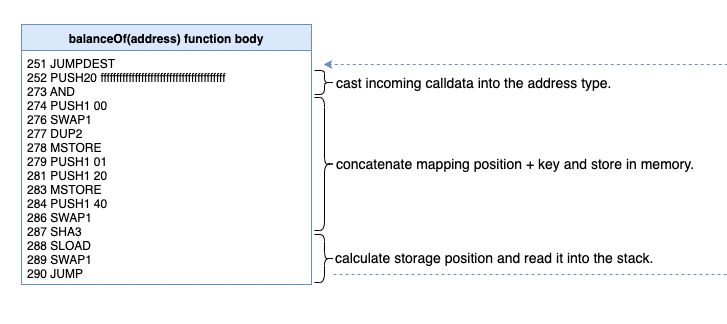 balanceOf(address) function body
251 JUMPDEST
252 PUSH20 ffffffffffffffffffffffffffffffffffffffff
273 AND
274 PUSH1 00
276 SWAP1
277 DUP2
278 MSTORE
279 PUSH1 01
281 PUSH1 20
283 MSTORE
284 PUSH1 40
286 SWAP1
287 SHA3
288 SLOAD
289 SWAP1
290 JUMP
cast incoming calldata into the address type.
concatenate mapping position + key and store in memory.
calculate storage position and read it into the stack.